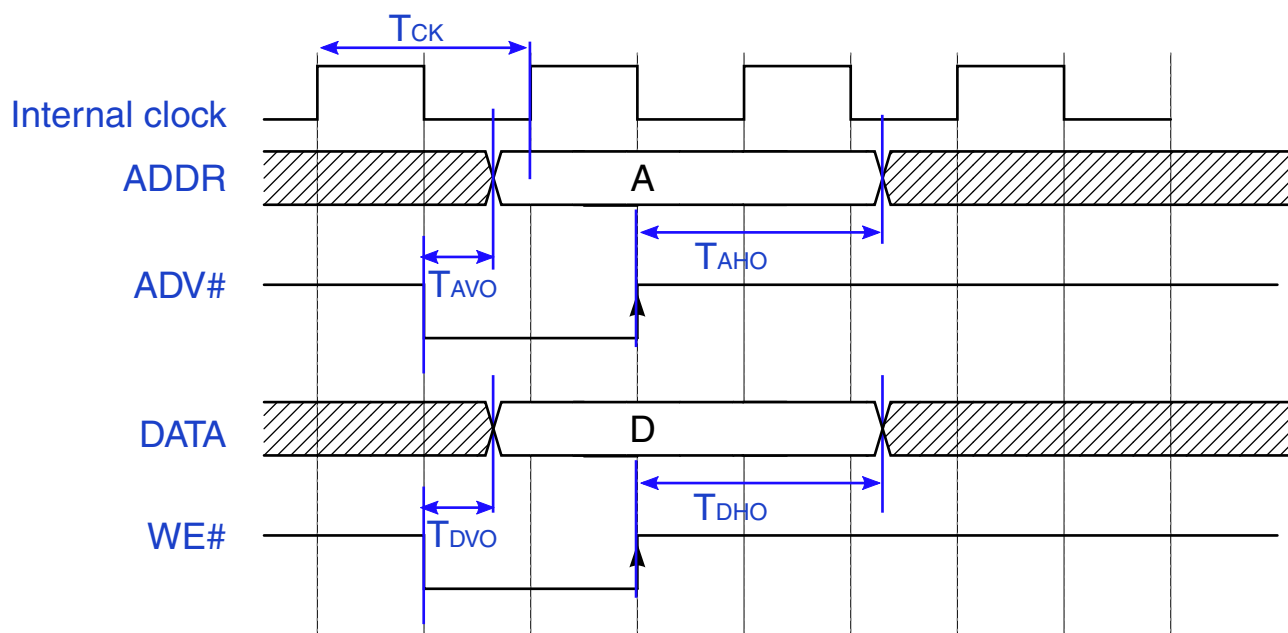 TCK
Internal clock
ADDR
A
TAHO
TAVO
ADV#
DATA
D
TDHO
TDVO
WE#